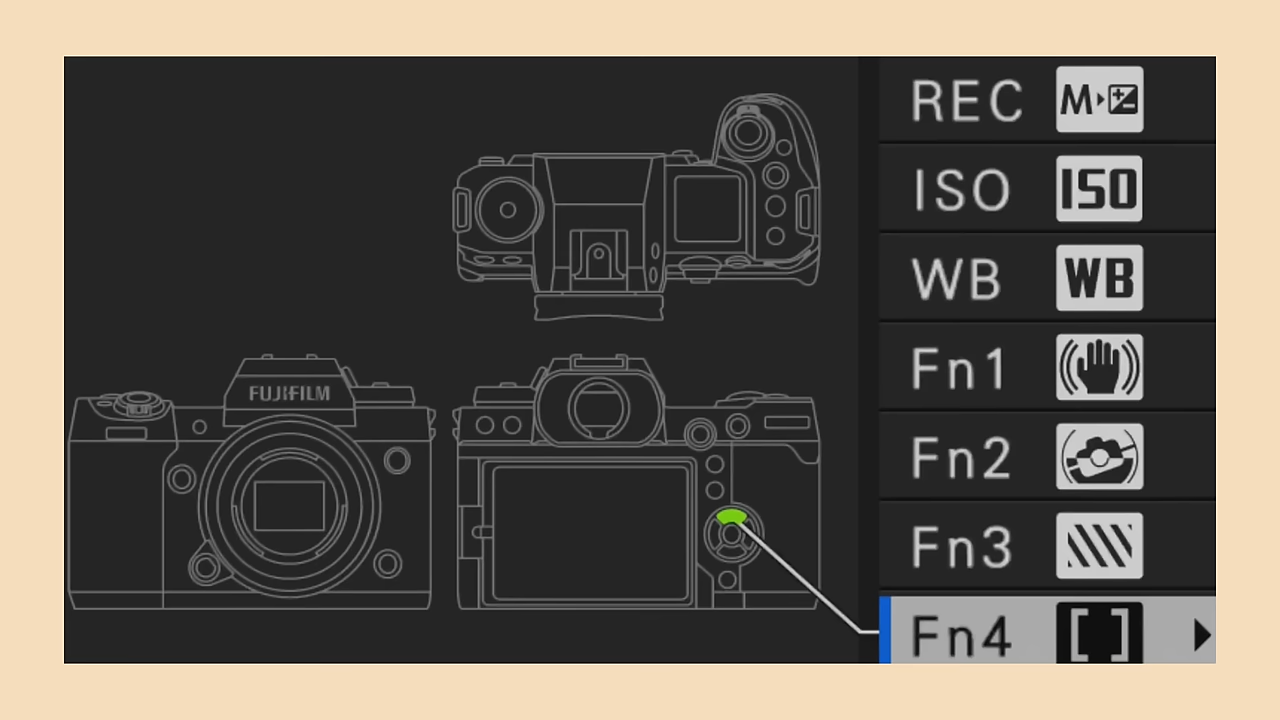 FUJIFILM
REC M
ISO ISO
WB WB
Fn1
Fn2
Fn3
Fn4